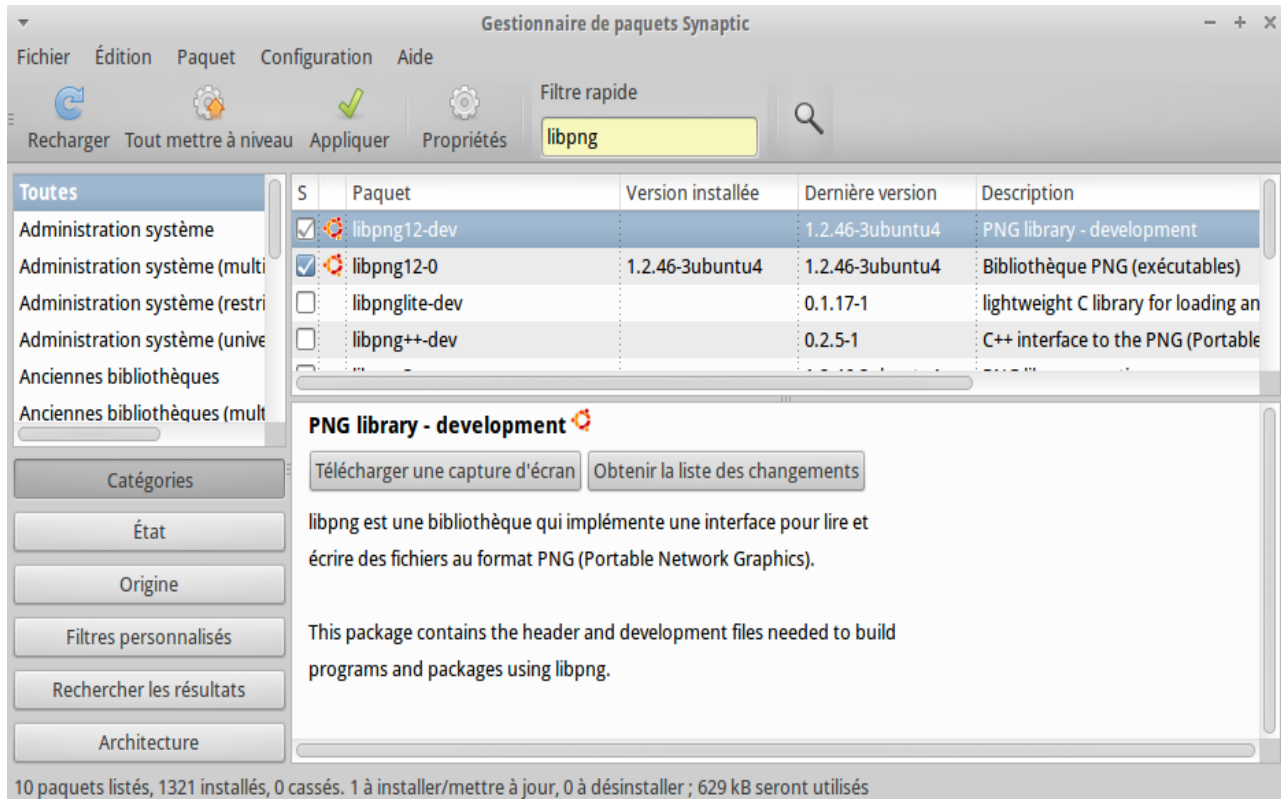 Gestionnaire de paquets Synaptic
Fichier Édition Paquet Configuration Aide
Filtre rapide
Recharger Tout mettre à niveau Appliquer Propriétés
libpng
Toutes
Administration système
Administration système (multi
Administration système (restri
Administration système (unive
Anciennes bibliothèques
Anciennes bibliothèques (mult
S Paquet Version installée Dernière version Description
libpng12-dev 1.2.46-3ubuntu4 PNG library - development
libpng12-0 1.2.46-3ubuntu4 1.2.46-3ubuntu4 Bibliothèque PNG (exécutables)
libpnglite-dev 0.1.17-1 lightweight C library for loading an
libpng++-dev 0.2.5-1 C++ interface to the PNG (Portable
Catégories
État
Origine
Filtres personnalisés
Rechercher les résultats
Architecture
PNG library - development
Télécharger une capture d'écran Obtenir la liste des changements
libpng est une bibliothèque qui implémente une interface pour lire et
écrire des fichiers au format PNG (Portable Network Graphics).
This package contains the header and development files needed to build
programs and packages using libpng.
10 paquets listés, 1321 installés, 0 cassés. 1 à installer/mettre à jour, 0 à désinstaller ; 629 kB seront utilisés